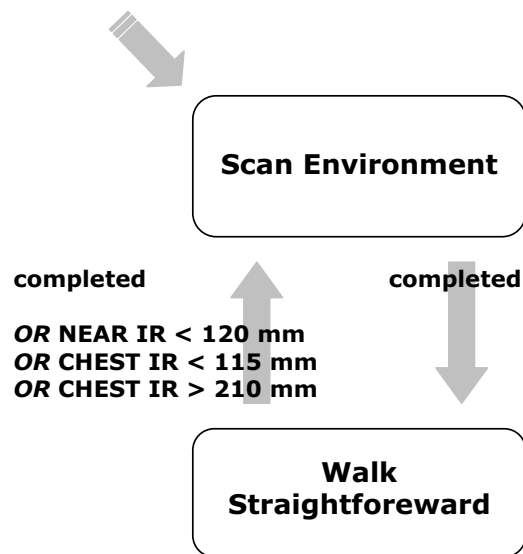 Scan Environment
completed
completed
OR NEAR IR < 120 mm
OR CHEST IR < 115 mm
OR CHEST IR > 210 mm
Walk
Straightforeward